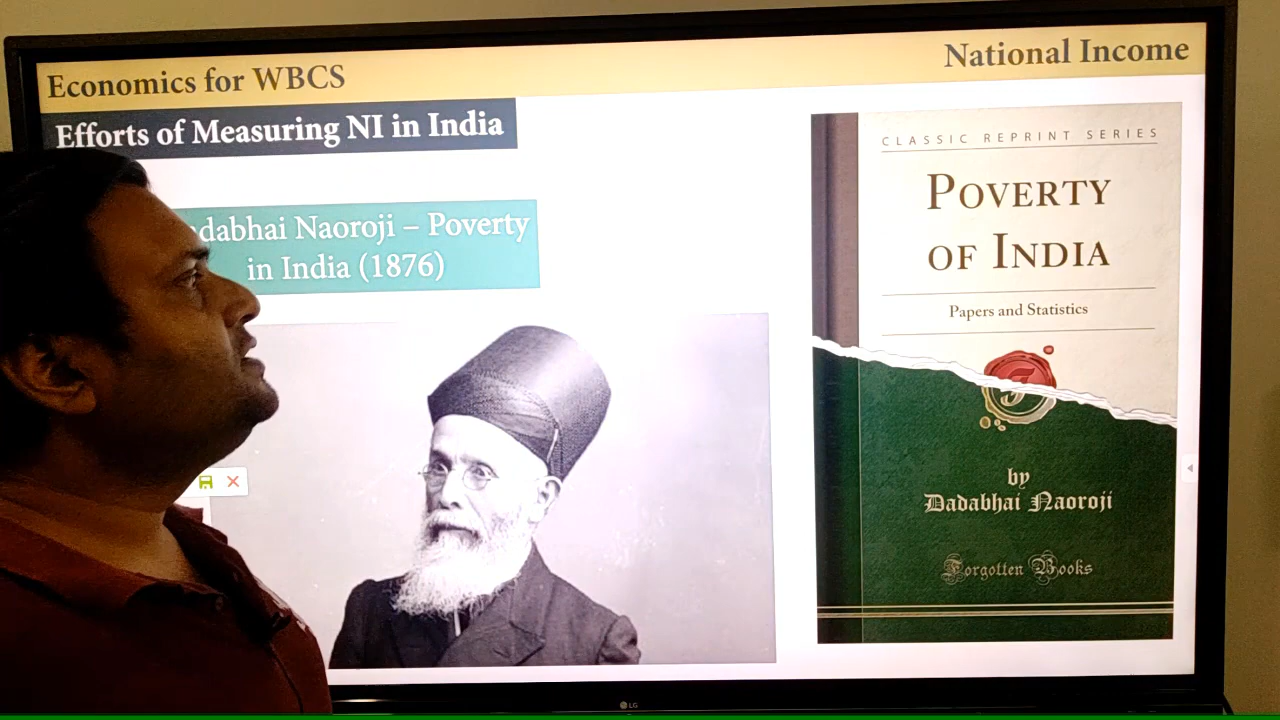 Economics for WBCS
National Income
Efforts of Measuring NI in India
Naoroji – Poverty
in India (1876)
CLASSIC REPRINT SERIES
POVERTY
OF INDIA
Papers and Statistics
by
Dadabhai Naoroji
Forgotten Books
LG